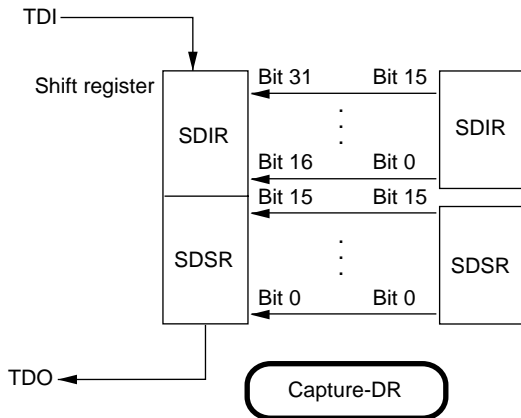 TDI
Shift register
Bit 31 Bit 15
SDIR
SDIR
Bit 16 Bit 0
Bit 15 Bit 15
SDSR
SDSR
Bit 0 Bit 0
TDO
Capture-DR